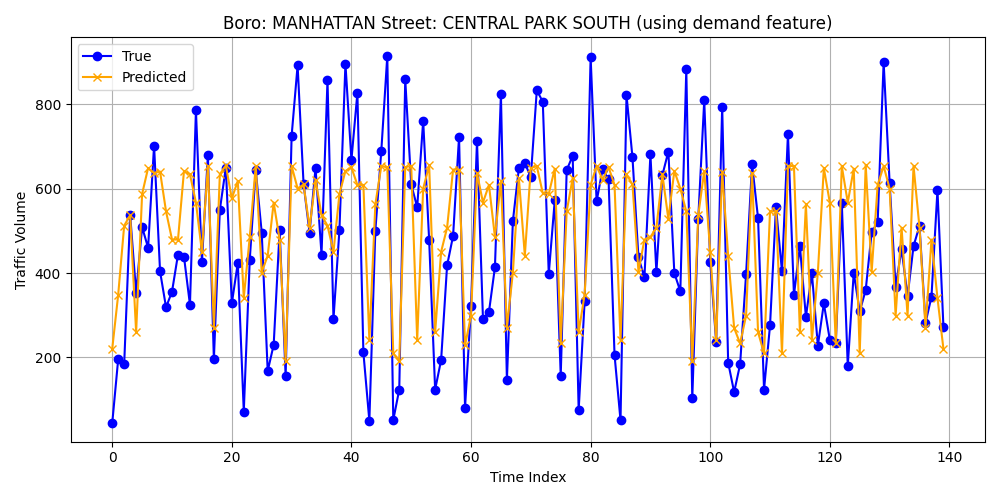 Boro: MANHATTAN Street: CENTRAL PARK SOUTH (using demand feature)
True
Predicted
800
600
400
200
Traffic Volume
0 20 40 60 80 100 120 140
Time Index